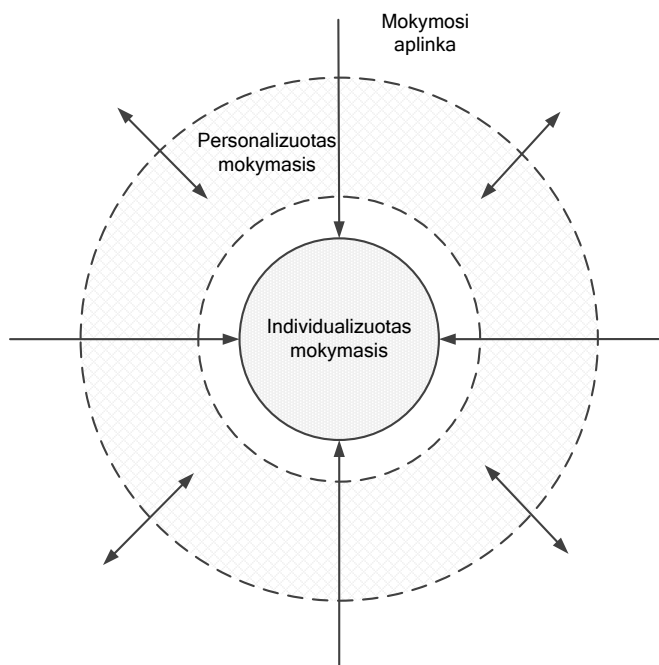 Mokymosi
aplinka
Personalizuotas
mokymasis
Individualizuotas
mokymasis